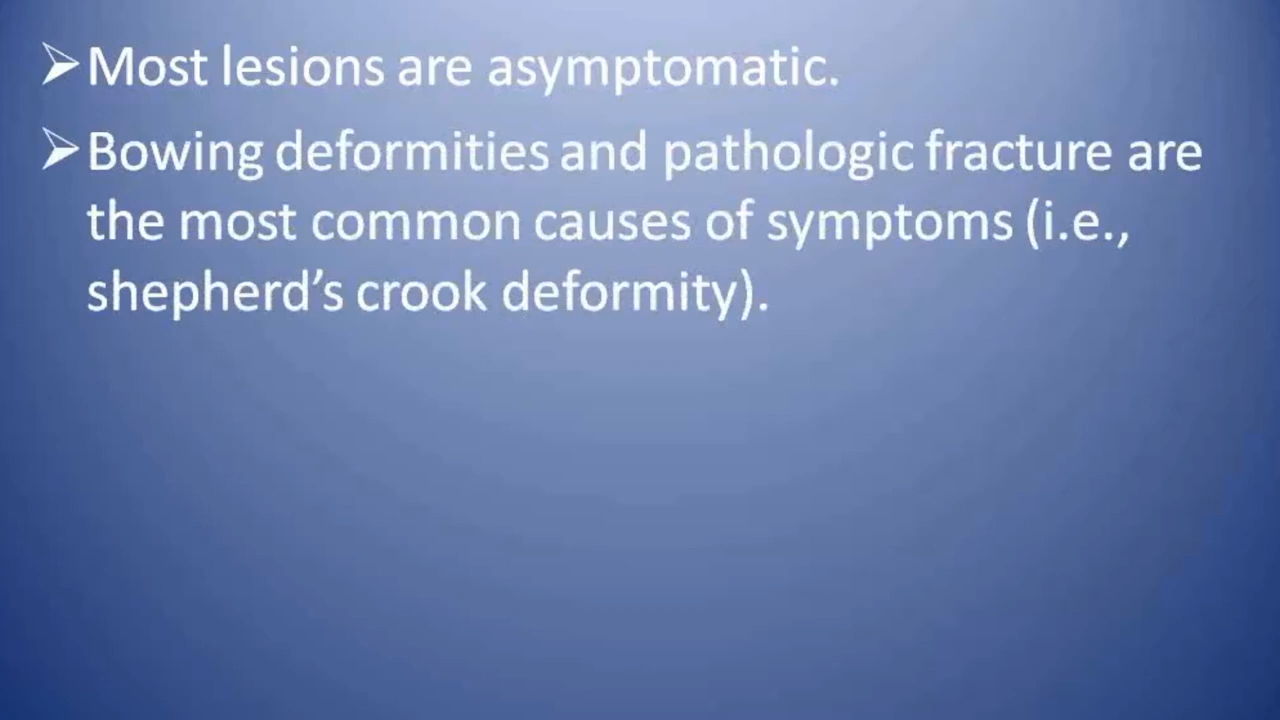 ➢Most lesions are asymptomatic.
➢Bowing deformities and pathologic fracture are
the most common causes of symptoms (i.e.,
shepherd’s crook deformity).